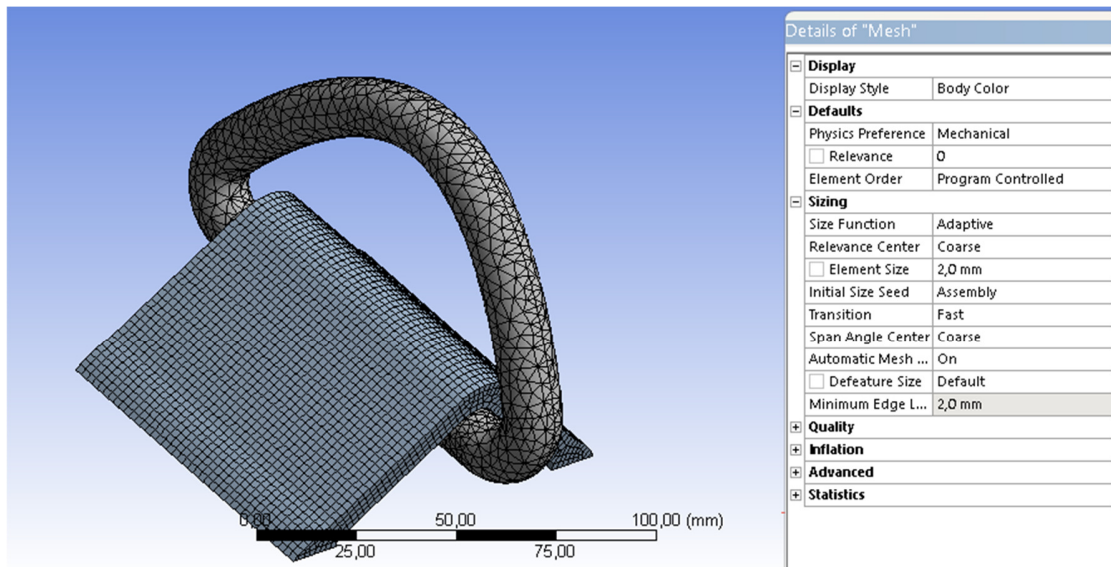 0,00 50,00 100,00 (mm)
25,00 75,00
Details of "Mesh"
Display
Display Style Body Color
Defaults
Physics Preference Mechanical
Relevance 0
Element Order Program Controlled
Sizing
Size Function Adaptive
Relevance Center Coarse
Element Size 2,0 mm
Initial Size Seed Assembly
Transition Fast
Span Angle Center Coarse
Automatic Mesh ... On
Defeature Size Default
Minimum Edge L... 2,0 mm
Quality
Inflation
Advanced
Statistics